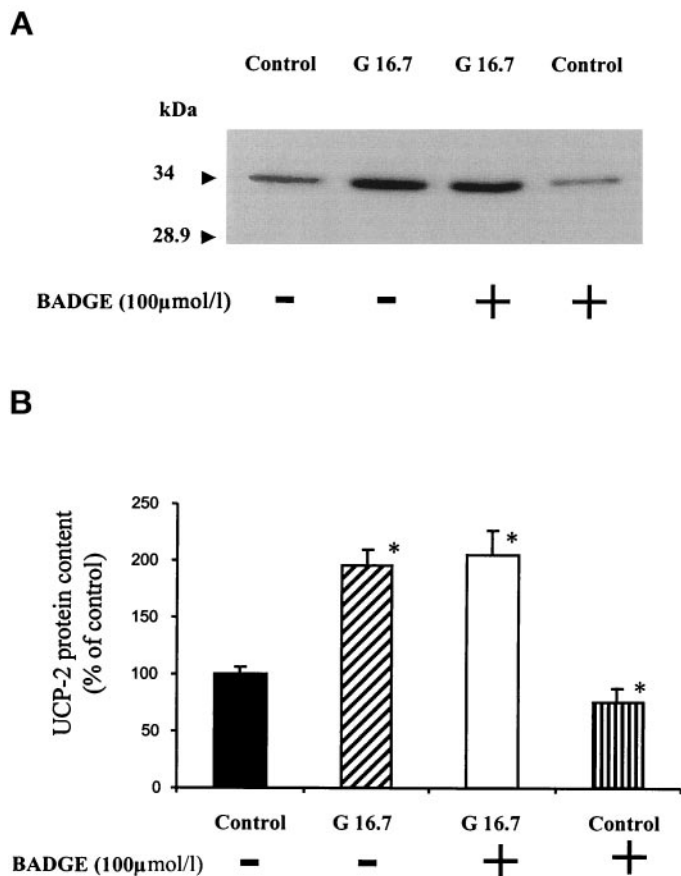 A
Control G 16.7 G 16.7 Control
kDa
34
28.9
BADGE (100µmol/l) - - + +
B
UCP-2 protein content
(% of control)
250
200
150
100
50
0
* * *
Control G 16.7 G 16.7 Control
BADGE (100µmol/l) - - + +